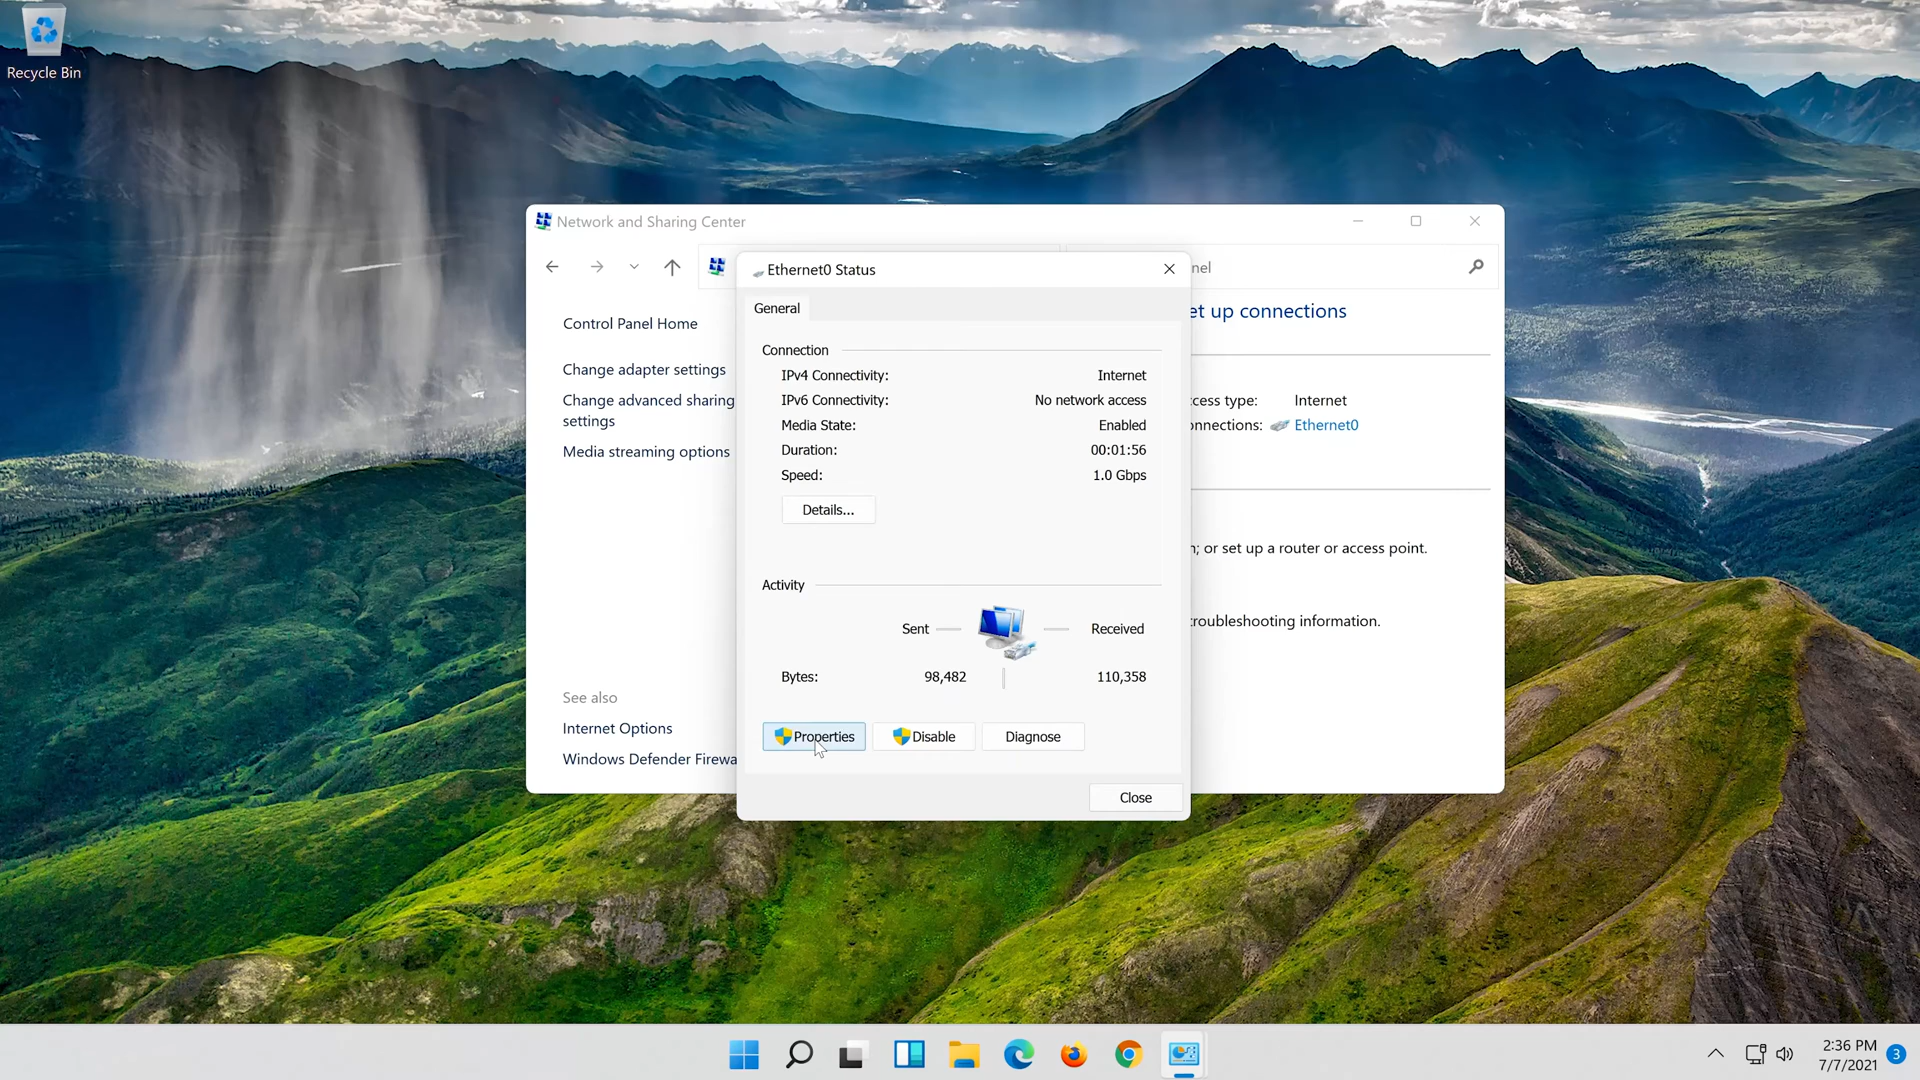 Recycle Bin
Network and Sharing Center
Ethernet0 Status
nel
General
Control Panel Home
et up connections
Connection
Change adapter settings
IPv4 Connectivity: Internet
Change advanced sharing
settings
IPv6 Connectivity: No network access
ccess type: Internet
Media State: Enabled
onnections: Ethernet0
Media streaming options
Duration: 00:01:56
Speed: 1.0 Gbps
Details...
n; or set up a router or access point.
Activity
Sent Received
troubleshooting information.
Bytes: 98,482 110,358
See also
Internet Options
Properties Disable Diagnose
Windows Defender Firewa
Close
2:36 PM
7/7/2021
3